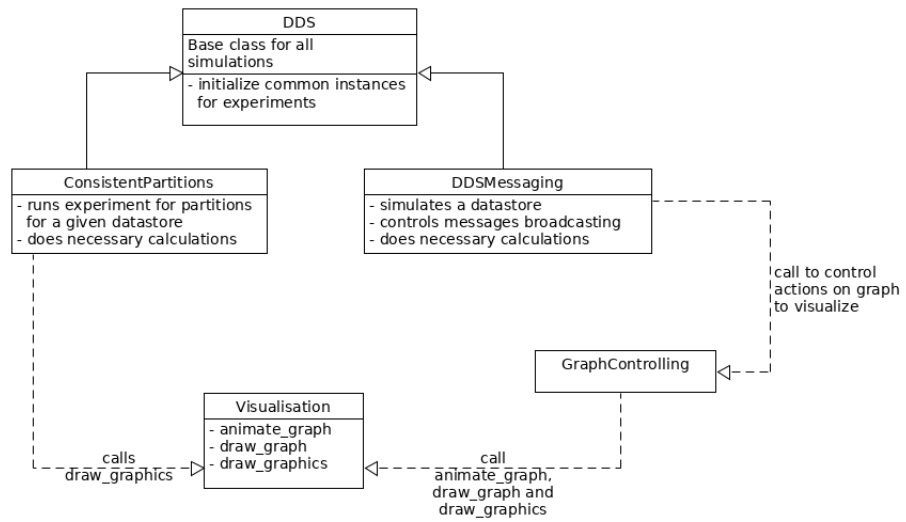 DDS
Base class for all
simulations
- initialize common instances
for experiments
ConsistentPartitions
- runs experiment for partitions
for a given datastore
- does necessary calculations
DDSMessaging
- simulates a datastore
- controls messages broadcasting
- does necessary calculations
call to control
actions on graph
to visualize
GraphControlling
Visualisation
- animate_graph
- draw_graph
- draw_graphics
calls
draw_graphics
call
animate_graph,
draw_graph and
draw_graphics